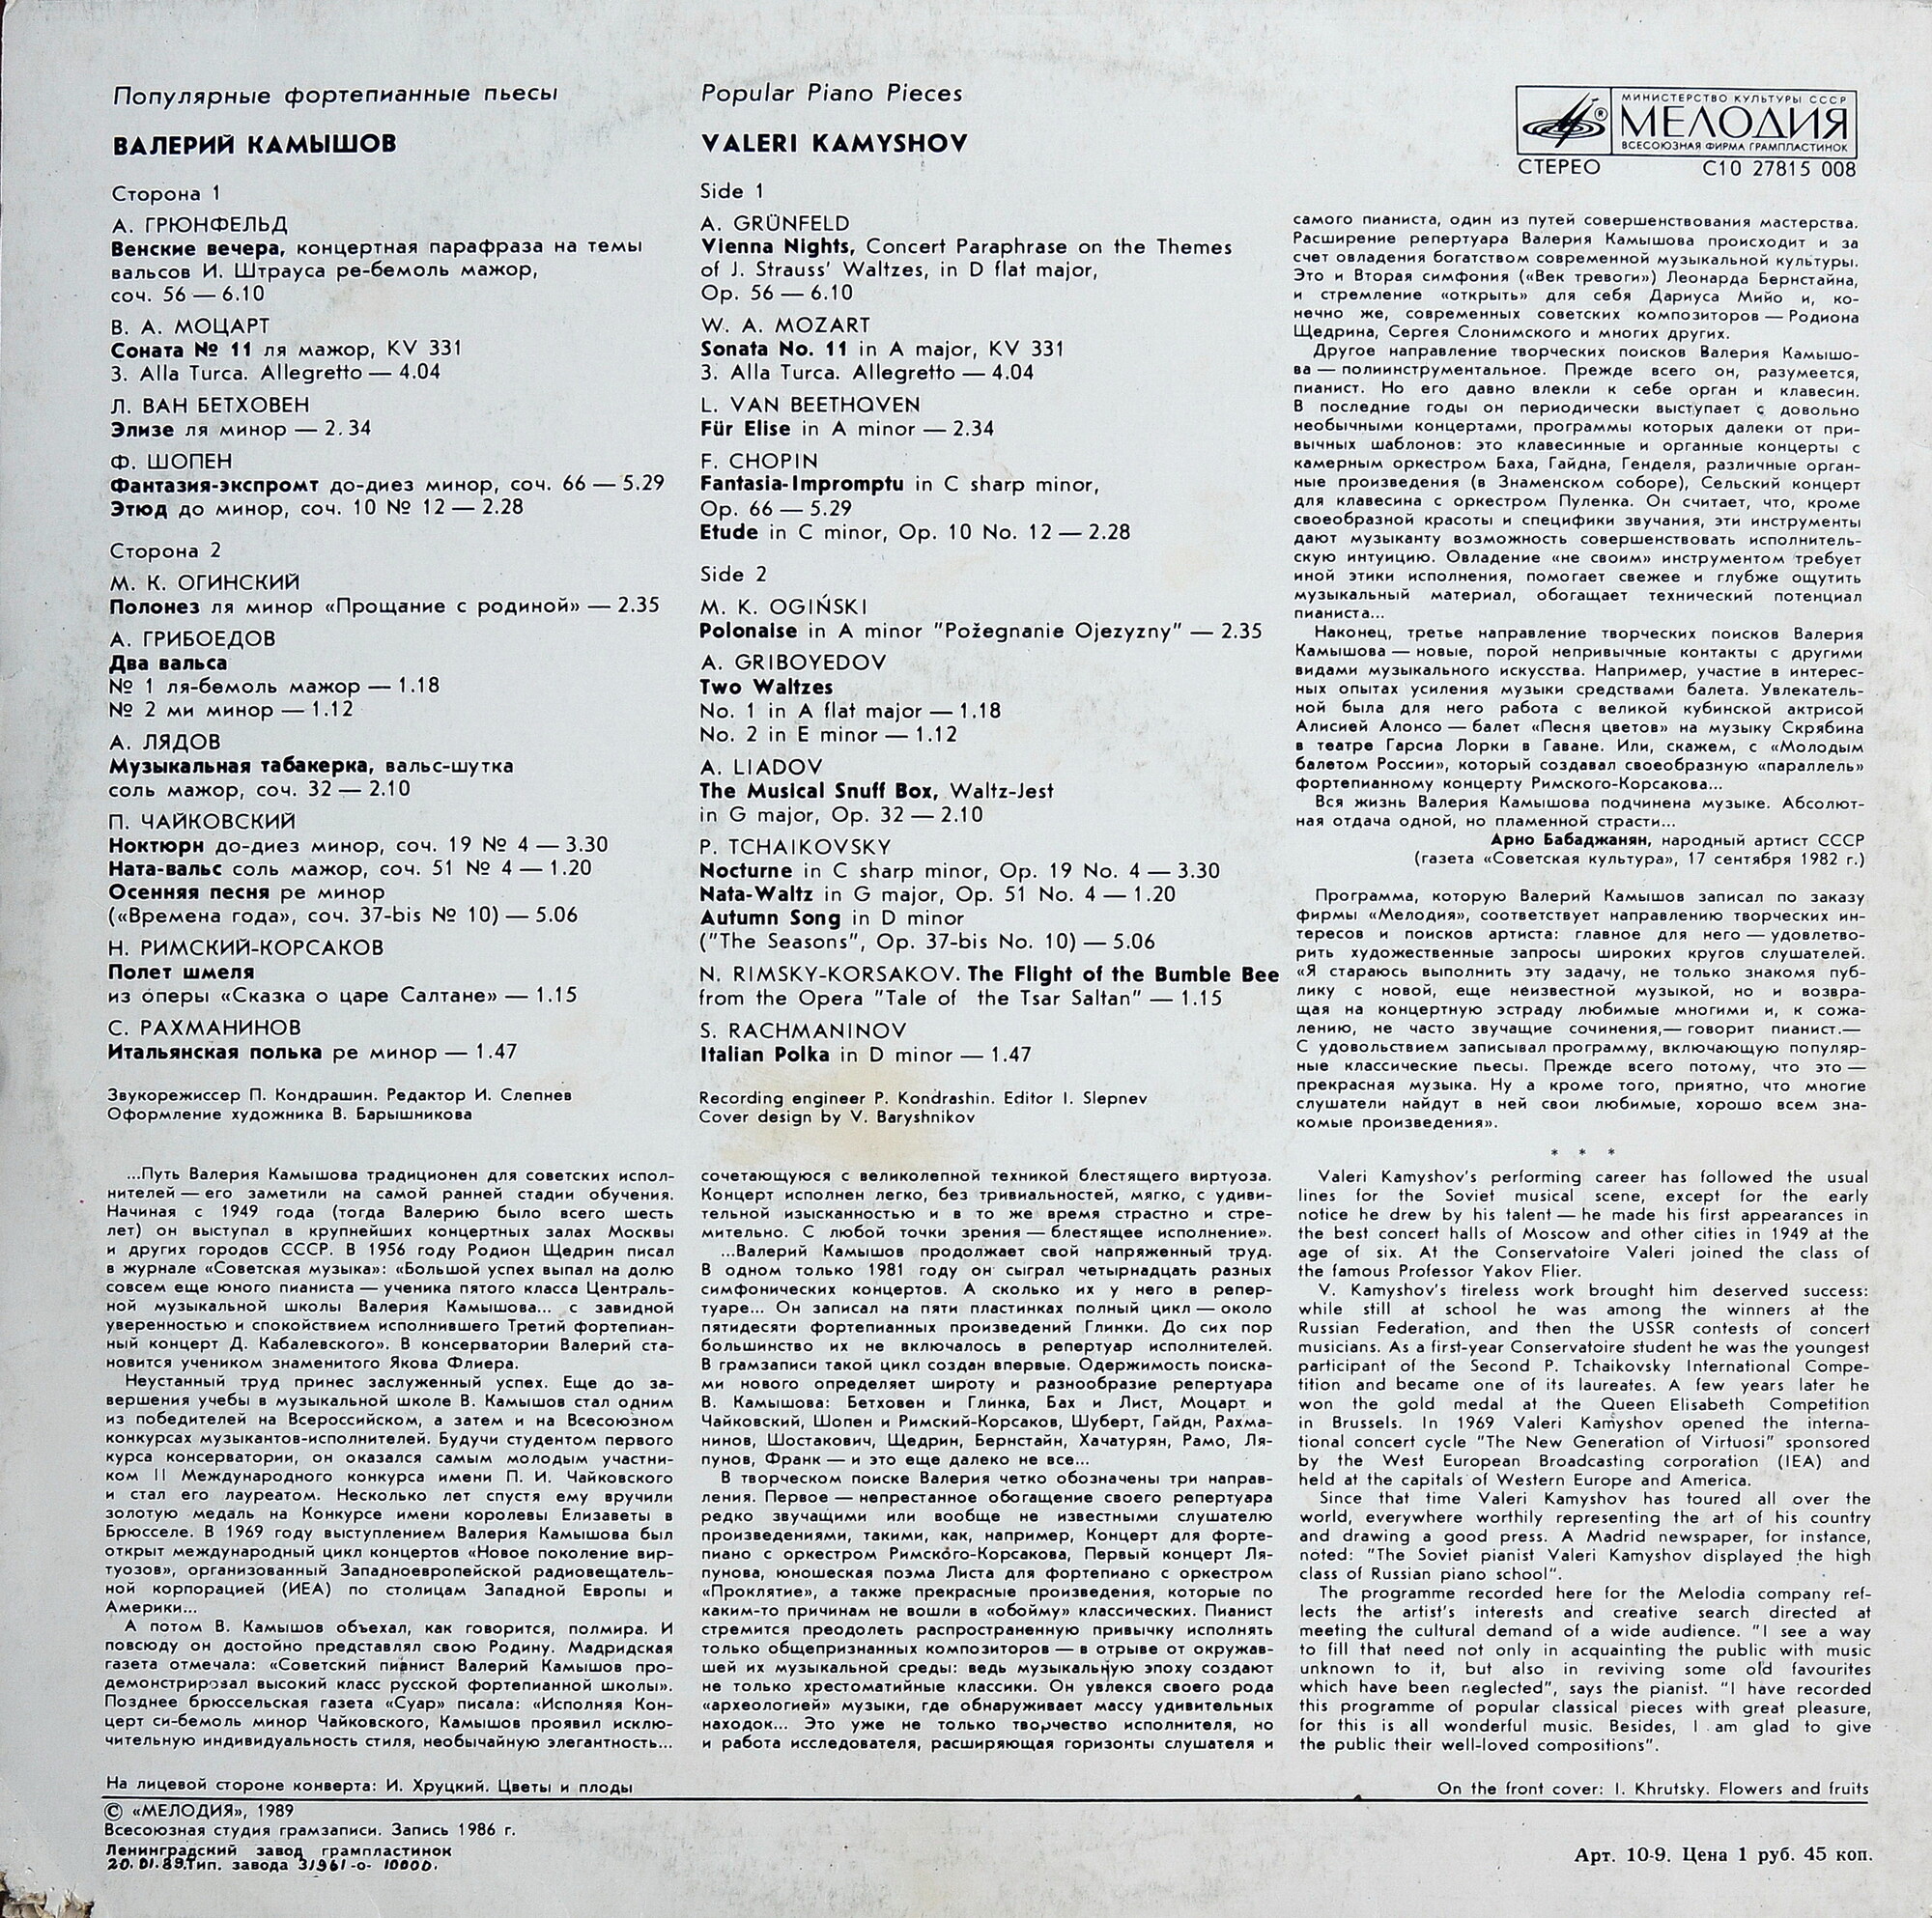 Популярные фортепианные пьесы
ВАЛЕРИЙ КАМЫШОВ
Сторона 1
А. ГРЮНФЕЛЬД
Венские вечера, концертная парафраза на темы
вальсов И. Штрауса ре-бемоль мажор,
соч. 56 — 6.10
В. А. МОЦАРТ
Соната № 11 ля мажор, KV 331
3. Alla Turca. Allegretto — 4.04
Л. ВАН БЕТХОВЕН
Элизе ля минор — 2.34
Ф. ШОПЕН
Фантазия-экспромт до-диез минор, соч. 66 — 5.29
Этюд до минор, соч. 10 № 12 — 2.28
Сторона 2
М. К. ОГИНСКИЙ
Полонез ля минор «Прощание с родиной» — 2.35
А. ГРИБОЕДОВ
Два вальса
№ 1 ля-бемоль мажор — 1.18
№ 2 ми минор — 1.12
А. ЛЯДОВ
Музыкальная табакерка, вальс-шутка
соль мажор, соч. 32 — 2.10
П. ЧАЙКОВСКИЙ
Ноктюрн до-диез минор, соч. 19 № 4 — 3.30
Ната-вальс соль мажор, соч. 51 № 4 — 1.20
Осенняя песня ре минор
(«Времена года», соч. 37-bis № 10) — 5.06
Н. РИМСКИЙ-КОРСАКОВ
Полет шмеля
из оперы «Сказка о царе Салтане» — 1.15
С. РАХМАНИНОВ
Итальянская полька ре минор — 1.47
Звукорежиссер П. Кондрашин. Редактор И. Слепнев
Оформление художника В. Барышникова
Popular Piano Pieces
VALERI KAMYSHOV
Side 1
A. GRÜNFELD
Vienna Nights, Concert Paraphrase on the Themes
of J. Strauss' Waltzes, in D flat major,
Op. 56 — 6.10
W. A. MOZART
Sonata No. 11 in A major, KV 331
3. Alla Turca. Allegretto — 4.04
L. VAN BEETHOVEN
Für Elise in A minor — 2.34
F. CHOPIN
Fantasia-Impromptu in C sharp minor,
Op. 66 — 5.29
Etude in C minor, Op. 10 No. 12 — 2.28
Side 2
M. K. OGIŃSKI
Polonaise in A minor "Pożegnanie Ojezyzny" — 2.35
A. GRIBOYEDOV
Two Waltzes
No. 1 in A flat major — 1.18
No. 2 in E minor — 1.12
A. LIADOV
The Musical Snuff Box, Waltz-Jest
in G major, Op. 32 — 2.10
P. TCHAIKOVSKY
Nocturne in C sharp minor, Op. 19 No. 4 — 3.30
Nata-Waltz in G major, Op. 51 No. 4 — 1.20
Autumn Song in D minor
("The Seasons", Op. 37-bis No. 10) — 5.06
N. RIMSKY-KORSAKOV. The Flight of the Bumble Bee
from the Opera "Tale of the Tsar Saltan" — 1.15
S. RACHMANINOV
Italian Polka in D minor — 1.47
Recording engineer P. Kondrashin. Editor I. Slepnev
Cover design by V. Baryshnikov
®
МИНИСТЕРСТВО КУЛЬТУРЫ СССР
МЕЛОДИЯ
ВСЕСОЮЗНАЯ ФИРМА ГРАМПЛАСТИНОК
СТЕРЕО С10 27815 008
...Путь Валерия Камышова традиционен для советских испол-
нителей — его заметили на самой ранней стадии обучения.
Начиная с 1949 года (тогда Валерию было всего шесть
лет) он выступал в крупнейших концертных залах Москвы
и других городов СССР. В 1956 году Родион Щедрин писал
в журнале «Советская музыка»: «Большой успех выпал на долю
совсем еще юного пианиста — ученика пятого класса Централь-
ной музыкальной школы Валерия Камышова... с завидной
уверенностью и спокойствием исполнившего Третий фортепиан-
ный концерт Д. Кабалевского». В консерватории Валерий ста-
новится учеником знаменитого Якова Флиера.
Неустанный труд принес заслуженный успех. Еще до за-
вершения учебы в музыкальной школе В. Камышов стал одним
из победителей на Всероссийском, а затем и на Всесоюзном
конкурсах музыкантов-исполнителей. Будучи студентом первого
курса консерватории, он оказался самым молодым участни-
ком II Международного конкурса имени П. И. Чайковского
и стал его лауреатом. Несколько лет спустя ему вручили
золотую медаль на Конкурсе имени королевы Елизаветы в
Брюсселе. В 1969 году выступлением Валерия Камышова был
открыт международный цикл концертов «Новое поколение вир-
туозов», организованный Западноевропейской радиовещатель-
ной корпорацией (ИЕА) по столицам Западной Европы и
Америки...
А потом В. Камышов объехал, как говорится, полмира. И
повсюду он достойно представлял свою Родину. Мадридская
газета отмечала: «Советский пианист Валерий Камышов про-
демонстрировал высокий класс русской фортепианной школы».
Позднее брюссельская газета «Суар» писала: «Исполняя Кон-
церт си-бемоль минор Чайковского, Камышов проявил исклю-
чительную индивидуальность стиля, необычайную элегантность...
сочетающуюся с великолепной техникой блестящего виртуоза.
Концерт исполнен легко, без тривиальностей, мягко, с удиви-
тельной изысканностью и в то же время страстно и стре-
мительно. С любой точки зрения — блестящее исполнение».
...Валерий Камышов продолжает свой напряженный труд.
В одном только 1981 году он сыграл четырнадцать разных
симфонических концертов. А сколько их у него в репер-
туаре... Он записал на пяти пластинках полный цикл — около
пятидесяти фортепианных произведений Глинки. До сих пор
большинство их не включалось в репертуар исполнителей.
В грамзаписи такой цикл создан впервые. Одержимость поиска-
ми нового определяет широту и разнообразие репертуара
В. Камышова: Бетховен и Глинка, Бах и Лист, Моцарт и
Чайковский, Шопен и Римский-Корсаков, Шуберт, Гайдн, Рахма-
нинов, Шостакович, Щедрин, Бернстайн, Хачатурян, Рамо, Ля-
пунов, Франк — и это еще далеко не все...
В творческом поиске Валерия четко обозначены три направ-
ления. Первое — непрестанное обогащение своего репертуара
редко звучащими или вообще не известными слушателю
произведениями, такими, как, например, Концерт для форте-
пиано с оркестром Римского-Корсакова, Первый концерт Ля-
пунова, юношеская поэма Листа для фортепиано с оркестром
«Проклятие», а также прекрасные произведения, которые по
каким-то причинам не вошли в «обойму» классических. Пианист
стремится преодолеть распространенную привычку исполнять
только общепризнанных композиторов — в отрыве от окружав-
шей их музыкальной среды: ведь музыкальную эпоху создают
не только хрестоматийные классики. Он увлекся своего рода
«археологией» музыки, где обнаруживает массу удивительных
находок... Это уже не только творчество исполнителя, но
и работа исследователя, расширяющая горизонты слушателя и
самого пианиста, один из путей совершенствования мастерства.
Расширение репертуара Валерия Камышова происходит и за
счет овладения богатством современной музыкальной культуры.
Это и Вторая симфония («Век тревоги») Леонарда Бернстайна,
и стремление «открыть» для себя Дариуса Мийо и, ко-
нечно же, современных советских композиторов — Родиона
Щедрина, Сергея Слонимского и многих других.
Другое направление творческих поисков Валерия Камышо-
ва — полиинструментальное. Прежде всего он, разумеется,
пианист. Но его давно влекли к себе орган и клавесин.
В последние годы он периодически выступает с довольно
необычными концертами, программы которых далеки от при-
вычных шаблонов: это клавесинные и органные концерты с
камерным оркестром Баха, Гайдна, Генделя, различные орган-
ные произведения (в Знаменском соборе), Сельский концерт
для клавесина с оркестром Пуленка. Он считает, что, кроме
своеобразной красоты и специфики звучания, эти инструменты
дают музыканту возможность совершенствовать исполнитель-
скую интуицию. Овладение «не своим» инструментом требует
иной этики исполнения, помогает свежее и глубже ощутить
музыкальный материал, обогащает технический потенциал
пианиста...
Наконец, третье направление творческих поисков Валерия
Камышова — новые, порой непривычные контакты с другими
видами музыкального искусства. Например, участие в интерес-
ных опытах усиления музыки средствами балета. Увлекатель-
ной была для него работа с великой кубинской актрисой
Алисией Алонсо — балет «Песня цветов» на музыку Скрябина
в театре Гарсиа Лорки в Гаване. Или, скажем, с «Молодым
балетом России», который создавал своеобразную «параллель»
фортепианному концерту Римского-Корсакова...
Вся жизнь Валерия Камышова подчинена музыке. Абсолют-
ная отдача одной, но пламенной страсти...
Арно Бабаджанян, народный артист СССР
(газета «Советская культура», 17 сентября 1982 г.)
Программа, которую Валерий Камышов записал по заказу
фирмы «Мелодия», соответствует направлению творческих ин-
тересов и поисков артиста: главное для него — удовлетво-
рить художественные запросы широких кругов слушателей.
«Я стараюсь выполнить эту задачу, не только знакомя пуб-
лику с новой, еще неизвестной музыкой, но и возвра-
щая на концертную эстраду любимые многими и, к сожа-
лению, не часто звучащие сочинения,— говорит пианист.—
С удовольствием записывал программу, включающую популяр-
ные классические пьесы. Прежде всего потому, что это —
прекрасная музыка. Ну а кроме того, приятно, что многие
слушатели найдут в ней свои любимые, хорошо всем зна-
комые произведения».
* * *
Valeri Kamyshov's performing career has followed the usual
lines for the Soviet musical scene, except for the early
notice he drew by his talent — he made his first appearances in
the best concert halls of Moscow and other cities in 1949 at the
age of six. At the Conservatoire Valeri joined the class of
the famous Professor Yakov Flier.
V. Kamyshov's tireless work brought him deserved success:
while still at school he was among the winners at the
Russian Federation, and then the USSR contests of concert
musicians. As a first-year Conservatoire student he was the youngest
participant of the Second P. Tchaikovsky International Compe-
tition and became one of its laureates. A few years later he
won the gold medal at the Queen Elisabeth Competition
in Brussels. In 1969 Valeri Kamyshov opened the interna-
tional concert cycle "The New Generation of Virtuosi" sponsored
by the West European Broadcasting corporation (IEA) and
held at the capitals of Western Europe and America.
Since that time Valeri Kamyshov has toured all over the
world, everywhere worthily representing the art of his country
and drawing a good press. A Madrid newspaper, for instance,
noted: "The Soviet pianist Valeri Kamyshov displayed the high
class of Russian piano school".
The programme recorded here for the Melodia company ref-
lects the artist's interests and creative search directed at
meeting the cultural demand of a wide audience. "I see a way
to fill that need not only in acquainting the public with music
unknown to it, but also in reviving some old favourites
which have been neglected", says the pianist. "I have recorded
this programme of popular classical pieces with great pleasure,
for this is all wonderful music. Besides, I am glad to give
the public their well-loved compositions".
На лицевой стороне конверта: И. Хруцкий. Цветы и плоды
On the front cover: I. Khrutsky. Flowers and fruits
© «МЕЛОДИЯ», 1989
Всесоюзная студия грамзаписи. Запись 1986 г.
Ленинградский завод грампластинок
20.01.89.Тип. завода 31961-о- 10000.
Арт. 10-9. Цена 1 руб. 45 коп.